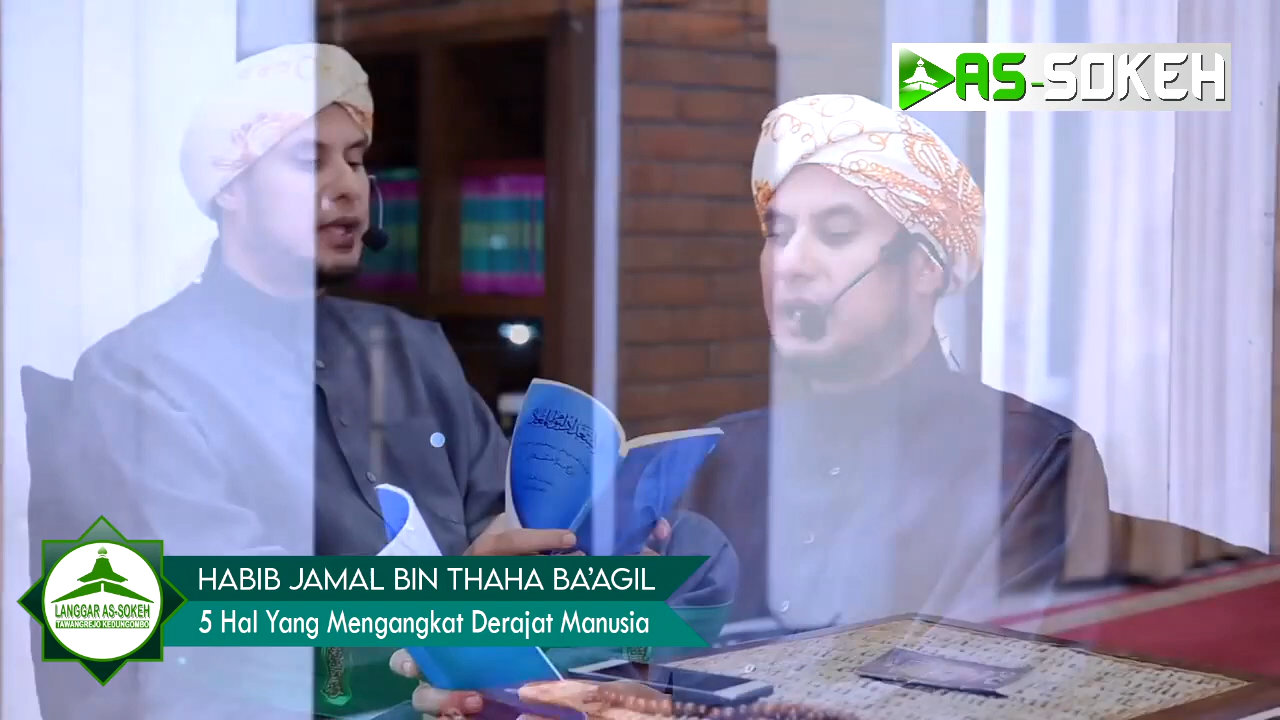 AS-SOKEH
HABIB JAMAL BIN THAHA BA'AGIL
5 Hal Yang Mengangkat Derajat Manusia
LANGGAR AS-SOKEH
TAWANGREJO KEDUNGOMBO